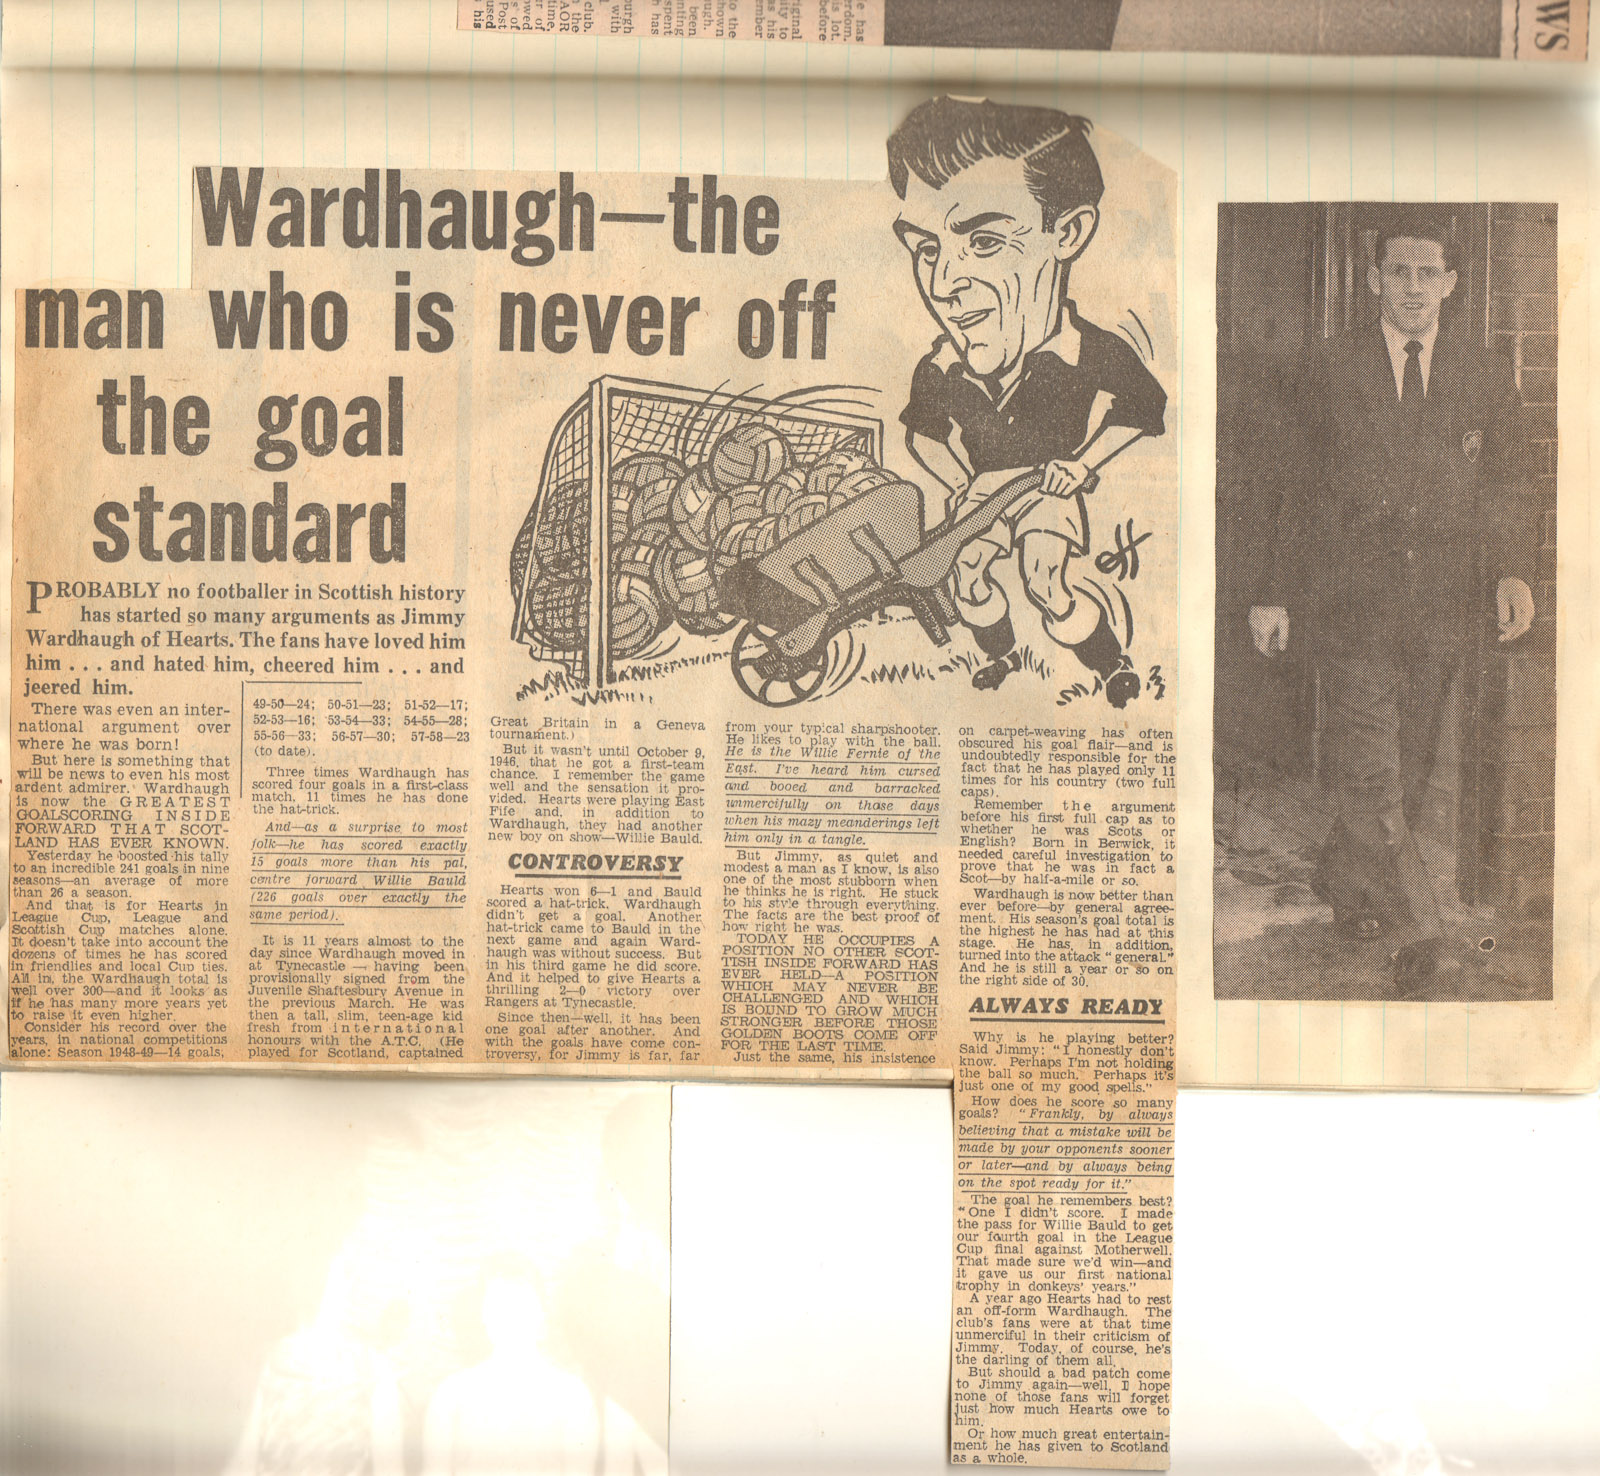 e has
erdom.
is lot.
before
riginal
ity to
as his
umber
to the
hown
ugh.
been
nting
spent
h has
urgh
with
club.
n the
AOR
time,
er of
owed
s of
Post
used
his
WS
Wardhaugh—the
man who is never off
the goal
standard
PROBABLY no footballer in Scottish history
has started so many arguments as Jimmy
Wardhaugh of Hearts. The fans have loved him
him . . . and hated him, cheered him . . . and
jeered him.
There was even an inter-
national argument over
where he was born!
But here is something that
will be news to even his most
ardent admirer. Wardhaugh
is now the GREATEST
GOALSCORING INSIDE
FORWARD THAT SCOT-
LAND HAS EVER KNOWN.
Yesterday he boosted his tally
to an incredible 241 goals in nine
seasons—an average of more
than 26 a season.
And that is for Hearts in
League Cup, League and
Scottish Cup matches alone.
It doesn't take into account the
dozens of times he has scored
in friendlies and local Cup ties.
All in, the Wardhaugh total is
well over 300—and it looks as
if he has many more years yet
to raise it even higher.
Consider his record over the
years, in national competitions
alone: Season 1948-49—14 goals;
49-50—24; 50-51—23; 51-52—17;
52-53—16; 53-54—33; 54-55—28;
55-56—33; 56-57—30; 57-58—23
(to date).
Three times Wardhaugh has
scored four goals in a first-class
match. 11 times he has done
the hat-trick.
And—as a surprise to most
folk—he has scored exactly
15 goals more than his pal,
centre forward Willie Bauld
(226 goals over exactly the
same period).
It is 11 years almost to the
day since Wardhaugh moved in
at Tynecastle — having been
provisionally signed from the
Juvenile Shaftesbury Avenue in
the previous March. He was
then a tall, slim, teen-age kid
fresh from international
honours with the A.T.C. (He
played for Scotland, captained
Great Britain in a Geneva
tournament.)
But it wasn't until October 9,
1946, that he got a first-team
chance. I remember the game
well and the sensation it pro-
vided. Hearts were playing East
Fife and, in addition to
Wardhaugh, they had another
new boy on show—Willie Bauld.
CONTROVERSY
Hearts won 6—1 and Bauld
scored a hat-trick. Wardhaugh
didn't get a goal. Another
hat-trick came to Bauld in the
next game and again Ward-
haugh was without success. But
in his third game he did score.
And it helped to give Hearts a
thrilling 2—0 victory over
Rangers at Tynecastle.
Since then—well, it has been
one goal after another. And
with the goals have come con-
troversy, for Jimmy is far, far
from your typical sharpshooter.
He likes to play with the ball.
He is the Willie Fernie of the
East. I've heard him cursed
and booed and barracked
unmercifully on those days
when his mazy meanderings left
him only in a tangle.
But Jimmy, as quiet and
modest a man as I know, is also
one of the most stubborn when
he thinks he is right. He stuck
to his style through everything.
The facts are the best proof of
how right he was.
TODAY HE OCCUPIES A
POSITION NO OTHER SCOT-
TISH INSIDE FORWARD HAS
EVER HELD—A POSITION
WHICH MAY NEVER BE
CHALLENGED AND WHICH
IS BOUND TO GROW MUCH
STRONGER BEFORE THOSE
GOLDEN BOOTS COME OFF
FOR THE LAST TIME.
Just the same, his insistence
on carpet-weaving has often
obscured his goal flair—and is
undoubtedly responsible for the
fact that he has played only 11
times for his country (two full
caps).
Remember the argument
before his first full cap as to
whether he was Scots or
English? Born in Berwick, it
needed careful investigation to
prove that he was in fact a
Scot—by half-a-mile or so.
Wardhaugh is now better than
ever before—by general agree-
ment. His season's goal total is
the highest he has had at this
stage. He has, in addition,
turned into the attack "general."
And he is still a year or so on
the right side of 30.
ALWAYS READY
Why is he playing better?
Said Jimmy: "I honestly don't
know. Perhaps I'm not holding
the ball so much. Perhaps it's
just one of my good spells."
How does he score so many
goals? "Frankly, by always
believing that a mistake will be
made by your opponents sooner
or later—and by always being
on the spot ready for it."
The goal he remembers best?
"One I didn't score. I made
the pass for Willie Bauld to get
our fourth goal in the League
Cup final against Motherwell.
That made sure we'd win—and
it gave us our first national
trophy in donkeys' years."
A year ago Hearts had to rest
an off-form Wardhaugh. The
club's fans were at that time
unmerciful in their criticism of
Jimmy. Today, of course, he's
the darling of them all.
But should a bad patch come
to Jimmy again—well, I hope
none of those fans will forget
just how much Hearts owe to
him.
Or how much great entertain-
ment he has given to Scotland
as a whole.